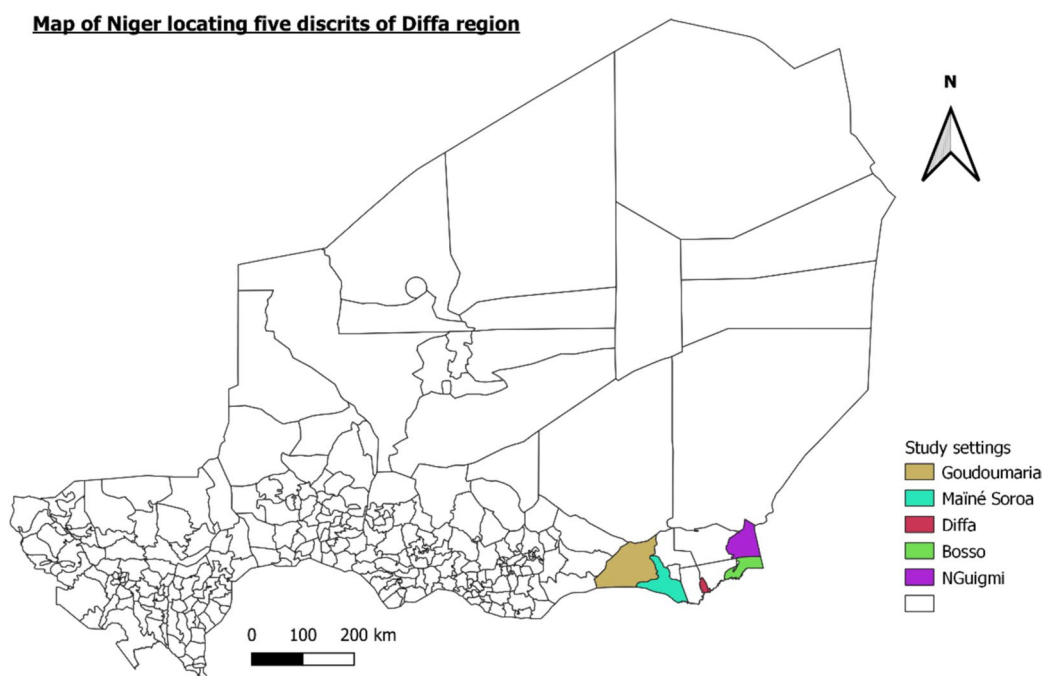 Map of Niger locating five discrits of Diffa region
N
Study settings
Goudoumaria
Maïné Soroa
Diffa
Bosso
NGuigmi
0 100 200 km